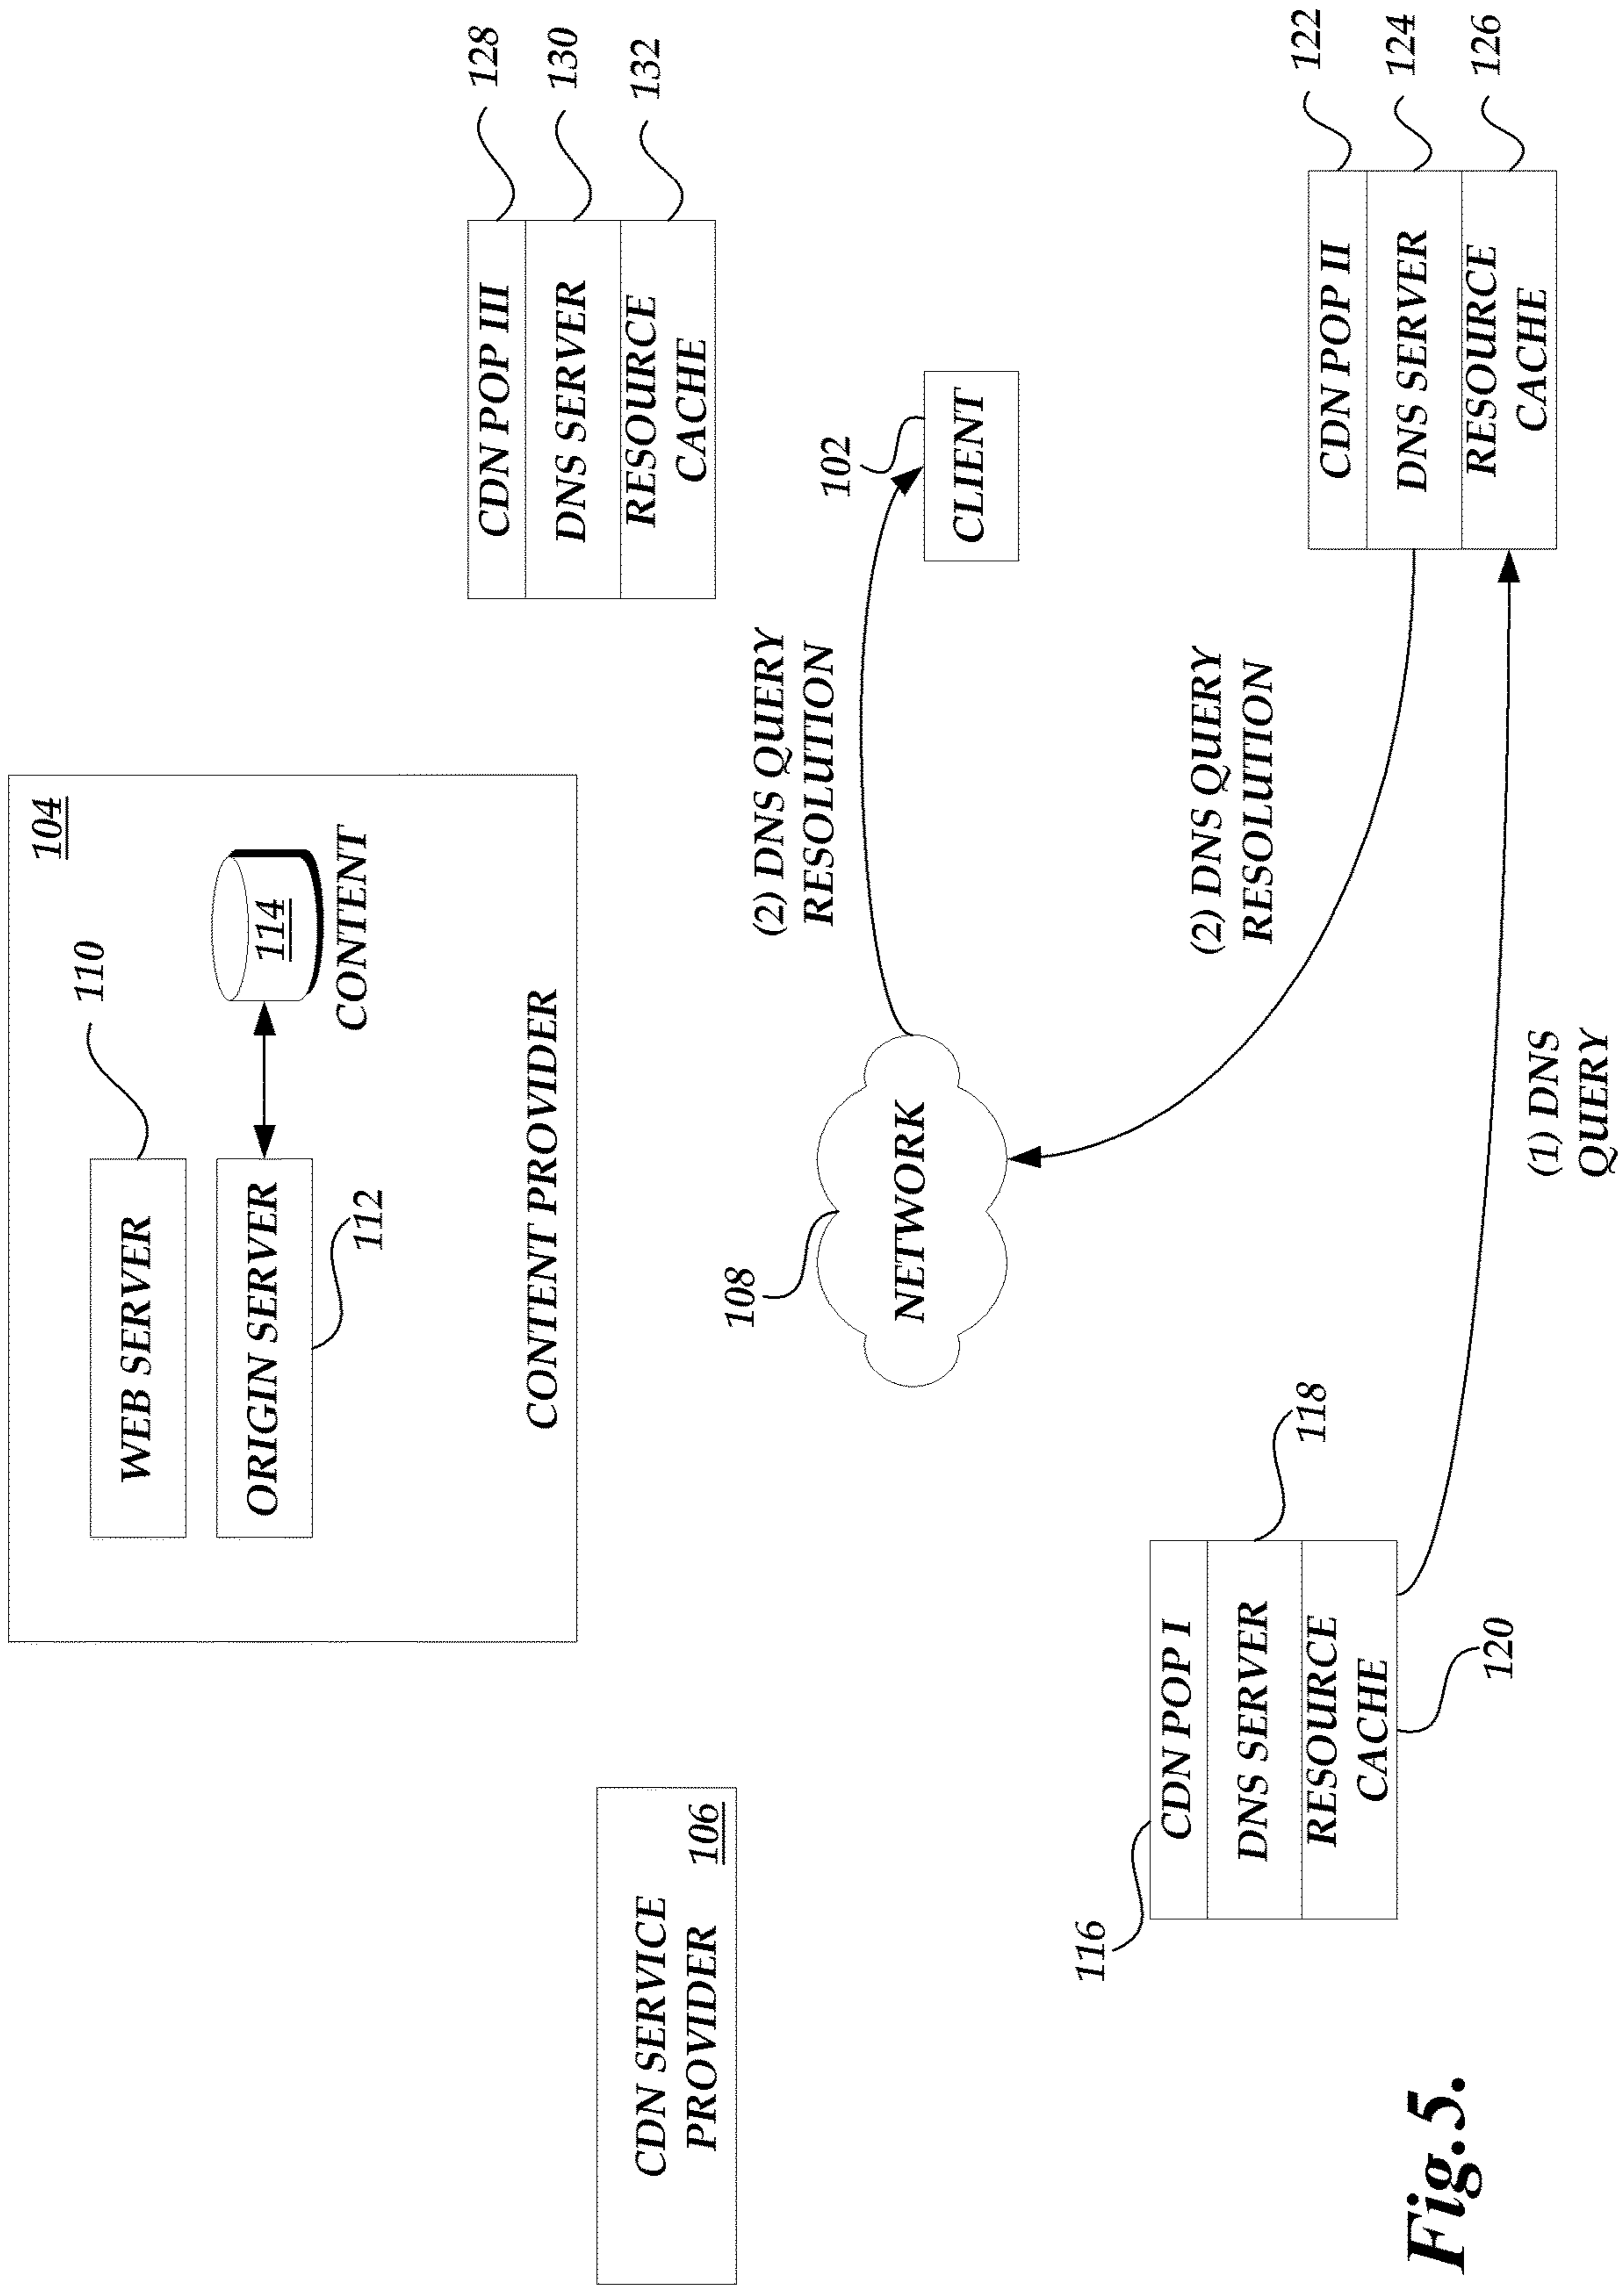 104
WEB SERVER
110
ORIGIN SERVER
112
114
CONTENT
CONTENT PROVIDER
CDN SERVICE
PROVIDER
106
CDN POP III
DNS SERVER
RESOURCE
CACHE
128
130
132
(2) DNS QUERY
RESOLUTION
102
CLIENT
108
NETWORK
(2) DNS QUERY
RESOLUTION
116
CDN POP I
DNS SERVER
RESOURCE
CACHE
118
120
CDN POP II
DNS SERVER
RESOURCE
CACHE
122
124
126
(1) DNS
QUERY
Fig.5.